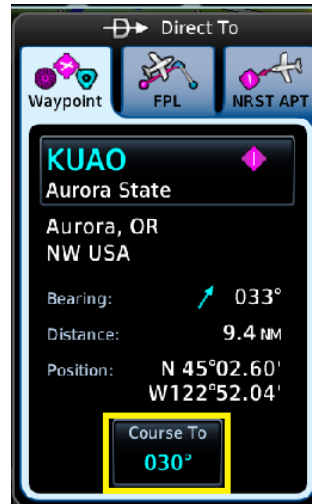 Direct To
Waypoint FPL NRST APT
KUAO
Aurora State
Aurora, OR
NW USA
Bearing: 033°
Distance: 9.4 NM
Position: N 45°02.60'
W122°52.04'
Course To
030°